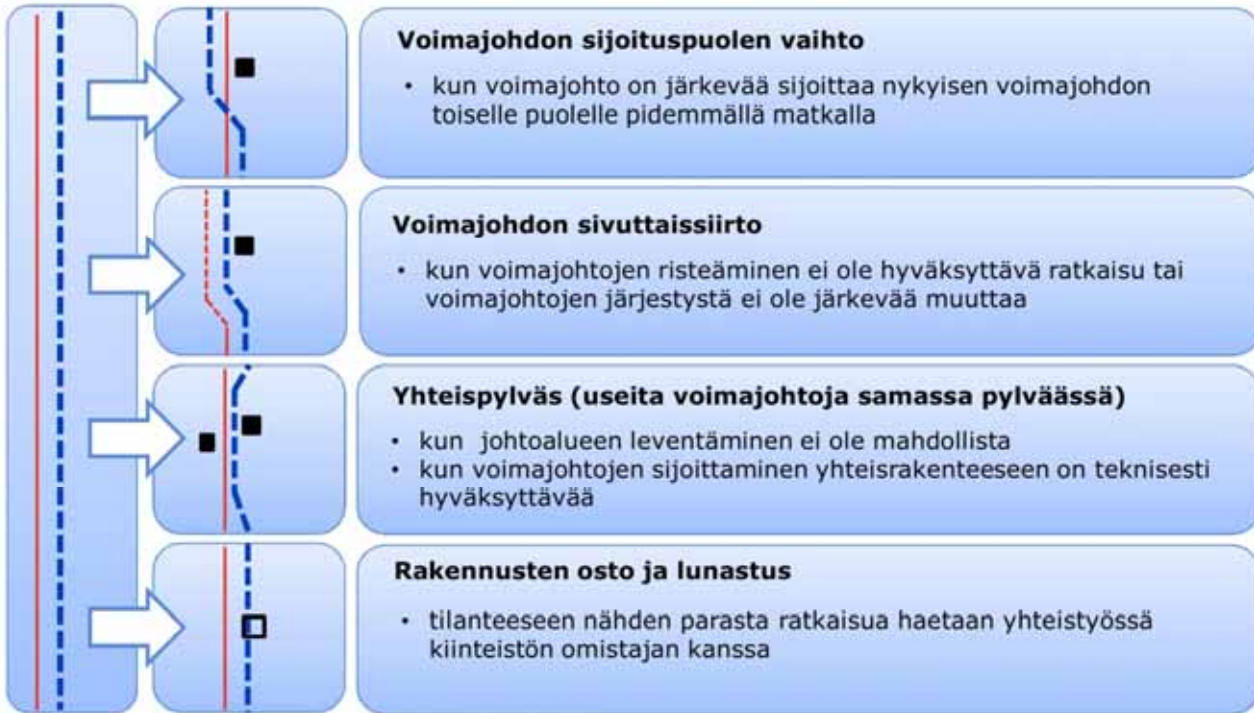 Voimajohdon sijoituspuolen vaihto
• kun voimajohto on järkevää sijoittaa nykyisen voimajohdon
toiselle puolelle pidemmällä matkalla
Voimajohdon sivuttaissiirto
• kun voimajohtojen risteäminen ei ole hyväksyttävä ratkaisu tai
voimajohtojen järjestystä ei ole järkevää muuttaa
Yhteispylväs (useita voimajohtoja samassa pylväässä)
• kun johtoalueen leventäminen ei ole mahdollista
• kun voimajohtojen sijoittaminen yhteisrakenteeseen on teknisesti
hyväksyttävää
Rakennusten osto ja lunastus
• tilanteeseen nähden parasta ratkaisua haetaan yhteistyössä
kiinteistön omistajan kanssa